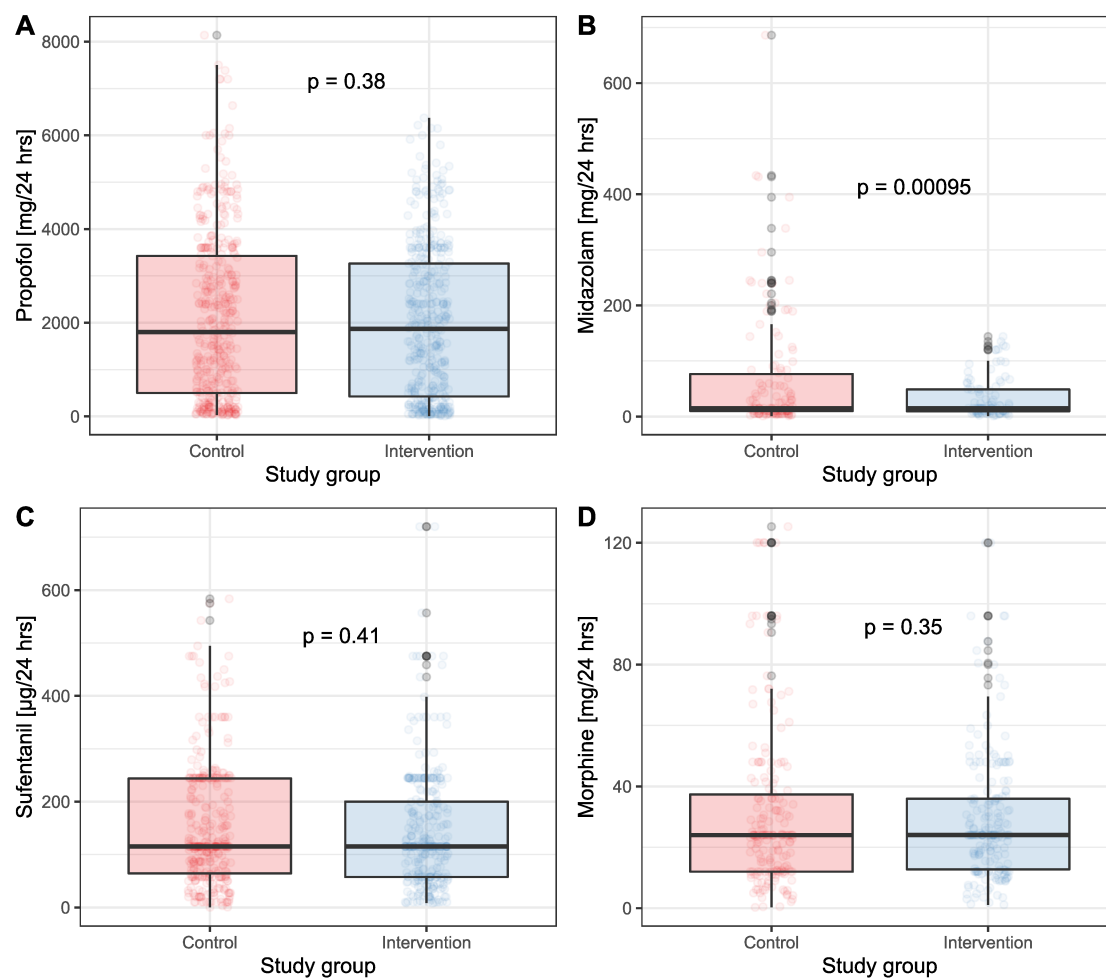 A
Propofol [mg/24 hrs]
8000
6000
4000
2000
0
p = 0.38
Control
Intervention
Study group
B
Midazolam [mg/24 hrs]
600
400
200
0
p = 0.00095
Control
Intervention
Study group
C
Sufentanil [µg/24 hrs]
600
400
200
0
p = 0.41
Control
Intervention
Study group
D
Morphine [mg/24 hrs]
120
80
40
0
p = 0.35
Control
Intervention
Study group